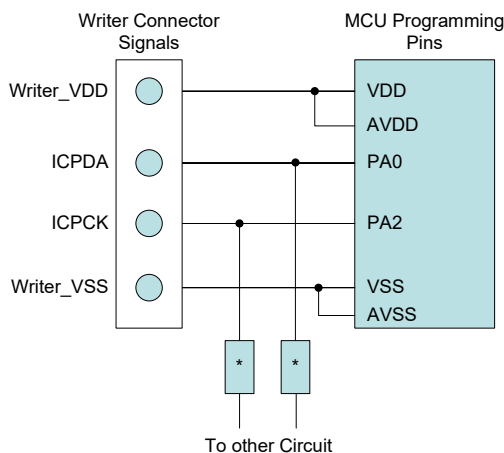 Writer Connector
Signals
MCU Programming
Pins
Writer_VDD
VDD
AVDD
ICPDA
PA0
ICPCK
PA2
Writer_VSS
VSS
AVSS
*
*
To other Circuit